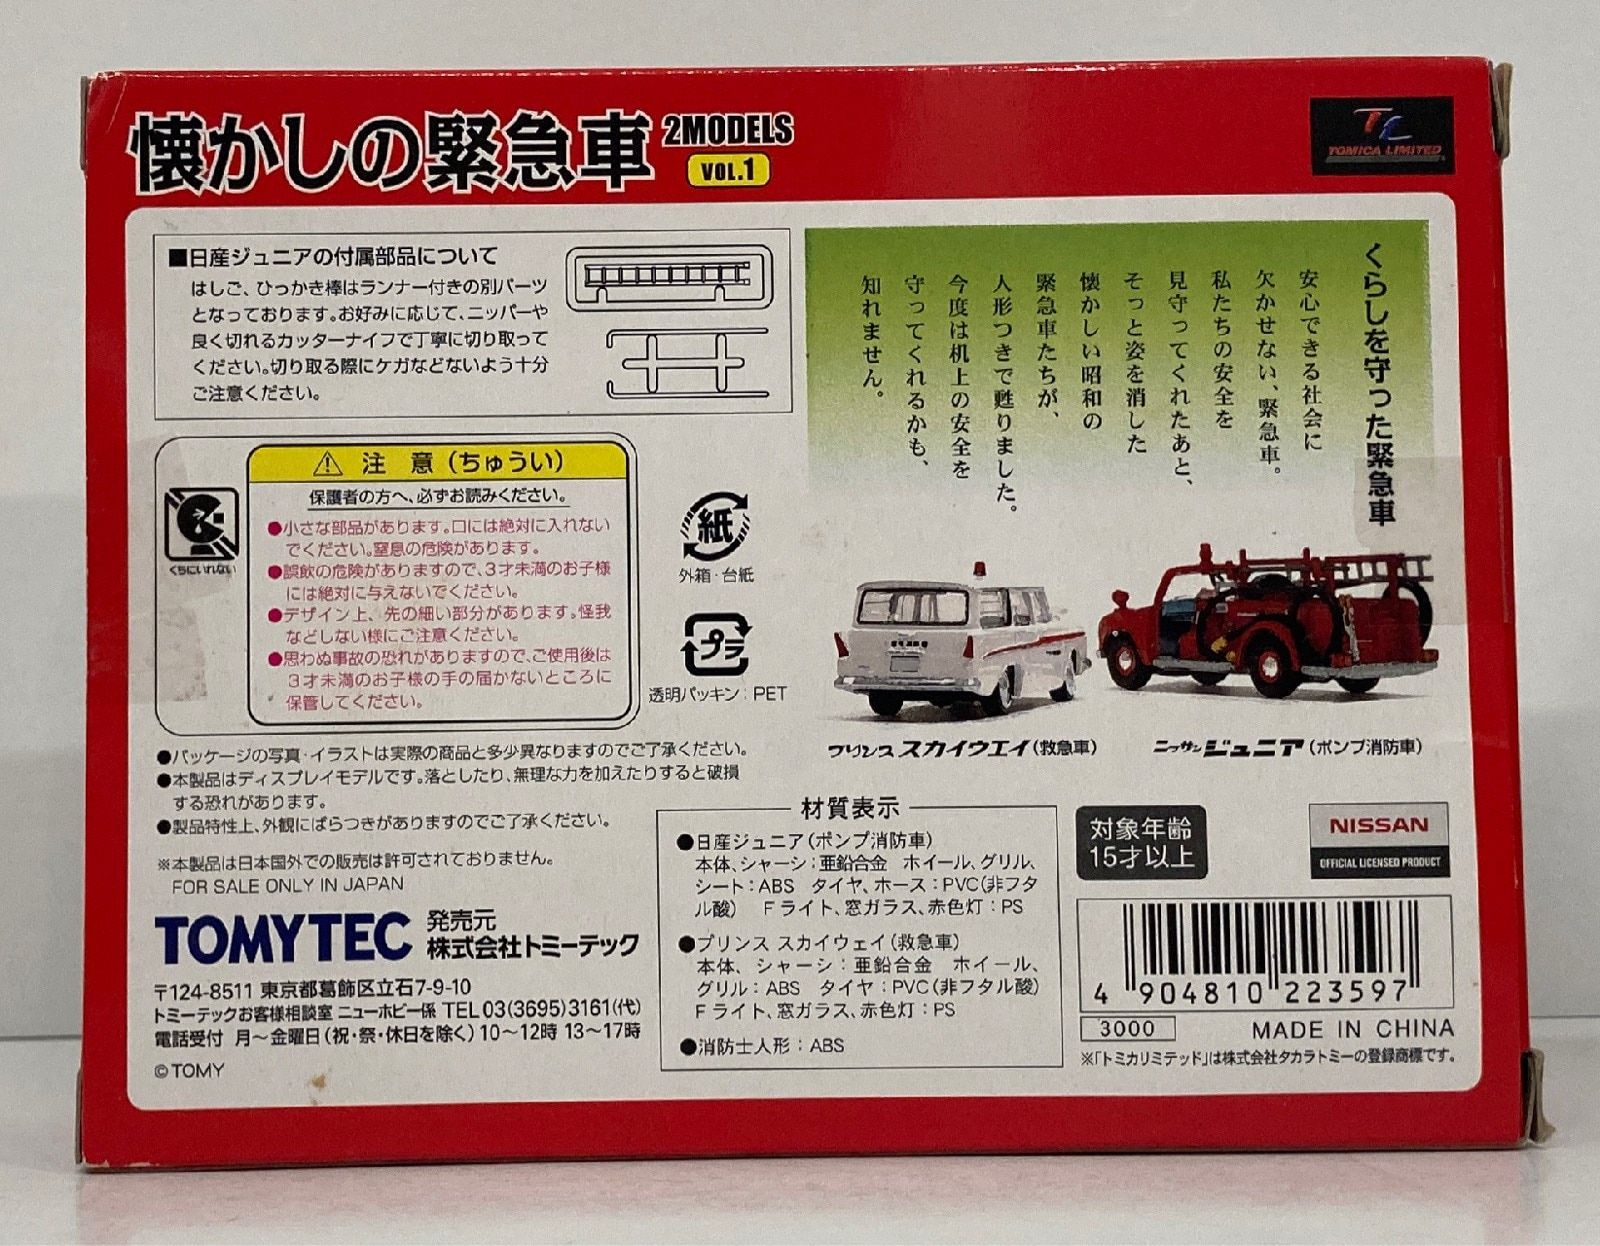 懐かしの緊急車 2MODELS
VOL.1
TOMICA LIMITED
■日産ジュニアの付属部品について
はしご、ひっかき棒はランナー付きの別パーツ
となっております。お好みに応じて、ニッパーや
良く切れるカッターナイフで丁寧に切り取って
ください。切り取る際にケガなどないよう十分
ご注意ください。
くらしを守った緊急車
安心できる社会に
欠かせない、緊急車。
私たちの安全を
見守ってくれたあと、
そっと姿を消した
懐かしい昭和の
緊急車たちが、
人形つきで甦りました。
今度は机上の安全を
守ってくれるかも、
知れません。
注 意(ちゅうい)
保護者の方へ、必ずお読みください。
●小さな部品があります。口には絶対に入れない
でください。窒息の危険があります。
●誤飲の危険がありますので、3才未満のお子様
には絶対に与えないでください。
●デザイン上、先の細い部分があります。怪我
などしない様にご注意ください。
●思わぬ事故の恐れがありますので、ご使用後は
3才未満のお子様の手の届かないところに
保管してください。
くちにいれない
紙
外箱・台紙
プラ
透明パッキン:PET
プリンス スカイウエイ(救急車)
ニッサン ジュニア(ポンプ消防車)
●パッケージの写真・イラストは実際の商品と多少異なりますのでご了承ください。
●本製品はディスプレイモデルです。落としたり、無理な力を加えたりすると破損
する恐れがあります。
●製品特性上、外観にばらつきがありますのでご了承ください。
※本製品は日本国外での販売は許可されておりません。
FOR SALE ONLY IN JAPAN
TOMYTEC 発売元
株式会社トミーテック
〒124-8511 東京都葛飾区立石7-9-10
トミーテックお客様相談室 ニューホビー係 TEL 03(3695)3161(代)
電話受付 月～金曜日(祝・祭・休日を除く)10～12時 13～17時
©TOMY
材質表示
●日産ジュニア(ポンプ消防車)
本体、シャーシ:亜鉛合金 ホイール、グリル、
シート:ABS タイヤ、ホース:PVC(非フタ
ル酸) Fライト、窓ガラス、赤色灯:PS
●プリンス スカイウェイ(救急車)
本体、シャーシ:亜鉛合金 ホイール、
グリル:ABS タイヤ:PVC(非フタル酸)
Fライト、窓ガラス、赤色灯:PS
●消防士人形:ABS
対象年齢
15才以上
NISSAN
OFFICIAL LICENSED PRODUCT
4 904810 223597
3000 MADE IN CHINA
※「トミカリミテッド」は株式会社タカラトミーの登録商標です。